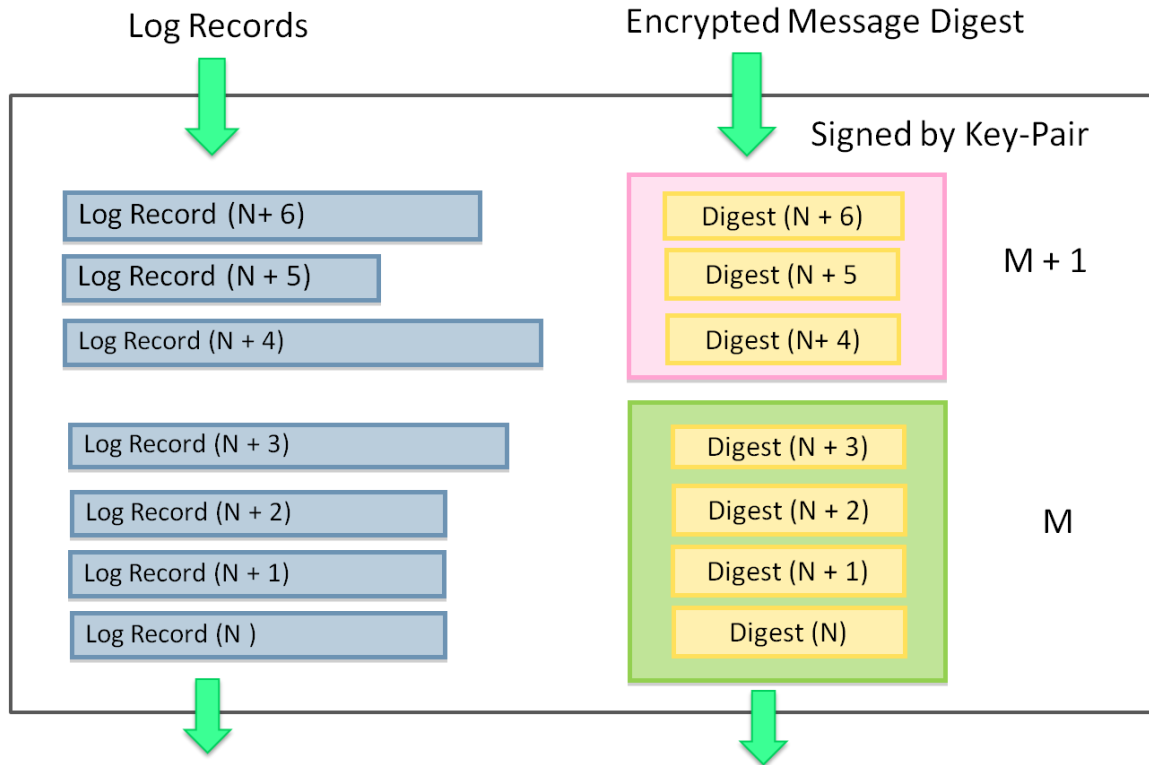 Log Records
Encrypted Message Digest
Signed by Key-Pair
Log Record (N+ 6)
Log Record (N + 5)
Log Record (N + 4)
Digest (N + 6)
Digest (N + 5
Digest (N+ 4)
M + 1
Log Record (N + 3)
Log Record (N + 2)
Log Record (N + 1)
Log Record (N )
Digest (N + 3)
Digest (N + 2)
Digest (N + 1)
Digest (N)
M